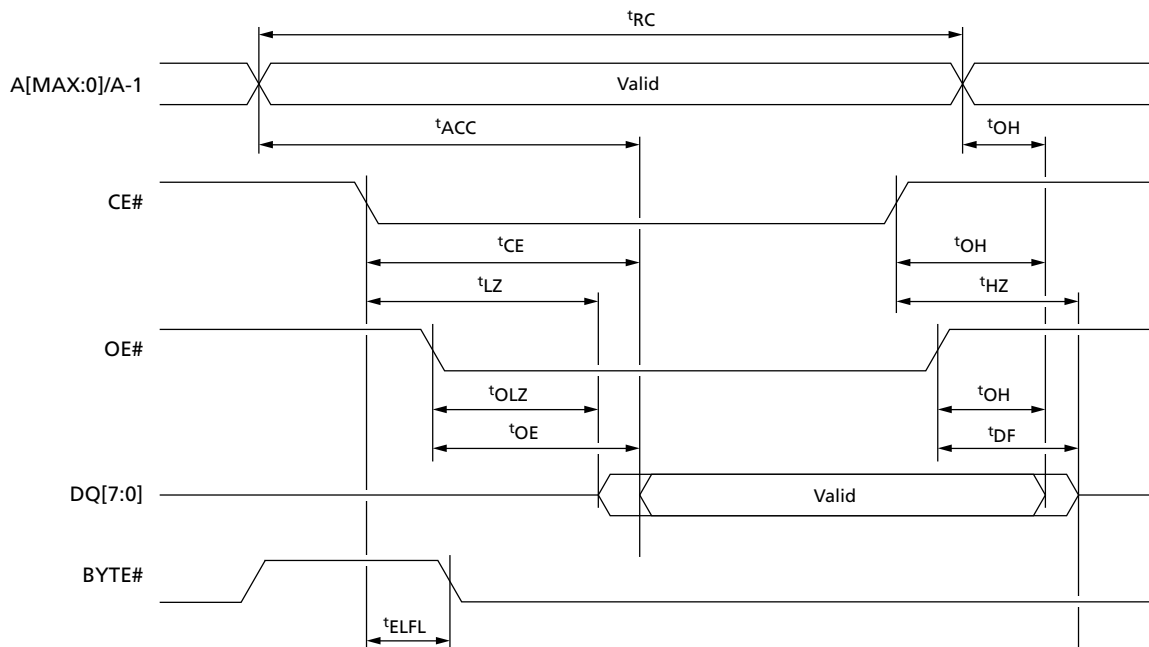 tRC
A[MAX:0]/A-1
Valid
tACC
tOH
CE#
tCE
tOH
tLZ
tHZ
OE#
tOLZ
tOH
tOE
tDF
DQ[7:0]
Valid
BYTE#
tELFL